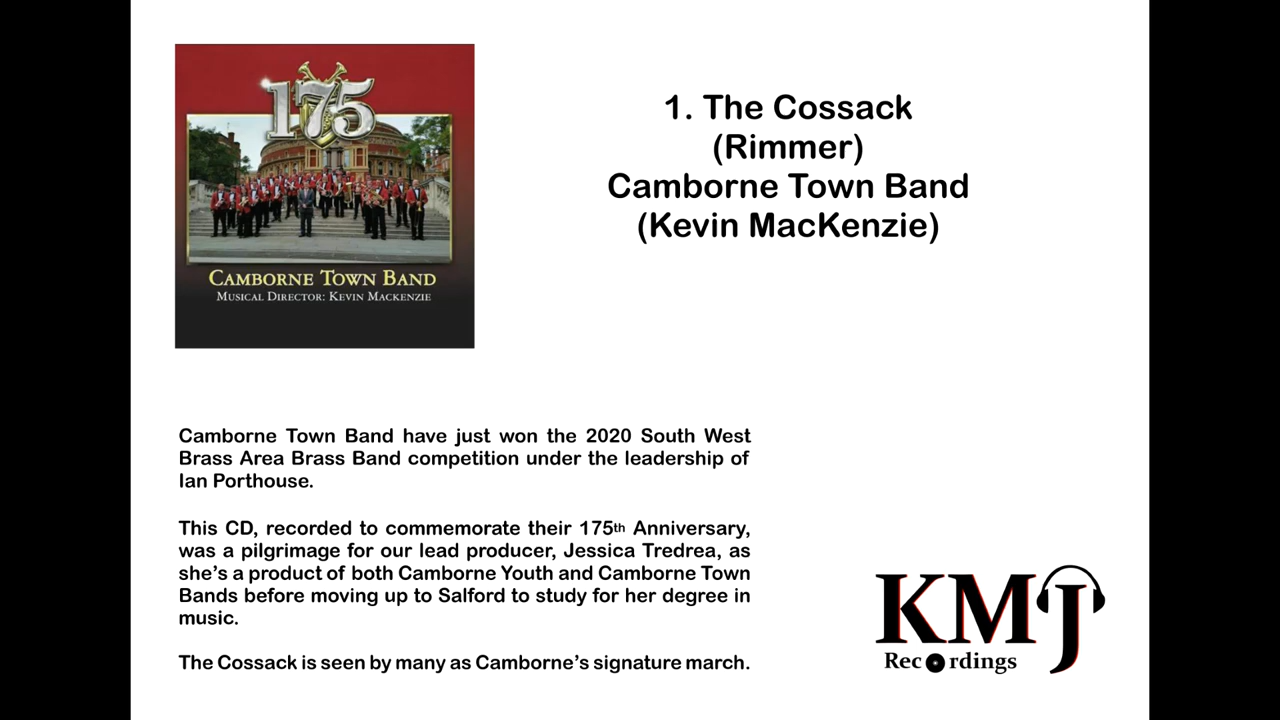 175
CAMBORNE TOWN BAND
MUSICAL DIRECTOR: KEVIN MACKENZIE
1. The Cossack
(Rimmer)
Camborne Town Band
(Kevin MacKenzie)
Camborne Town Band have just won the 2020 South West
Brass Area Brass Band competition under the leadership of
Ian Porthouse.
This CD, recorded to commemorate their 175th Anniversary,
was a pilgrimage for our lead producer, Jessica Tredrea, as
she's a product of both Camborne Youth and Camborne Town
Bands before moving up to Salford to study for her degree in
music.
The Cossack is seen by many as Camborne's signature march.
KMJ
Recordings